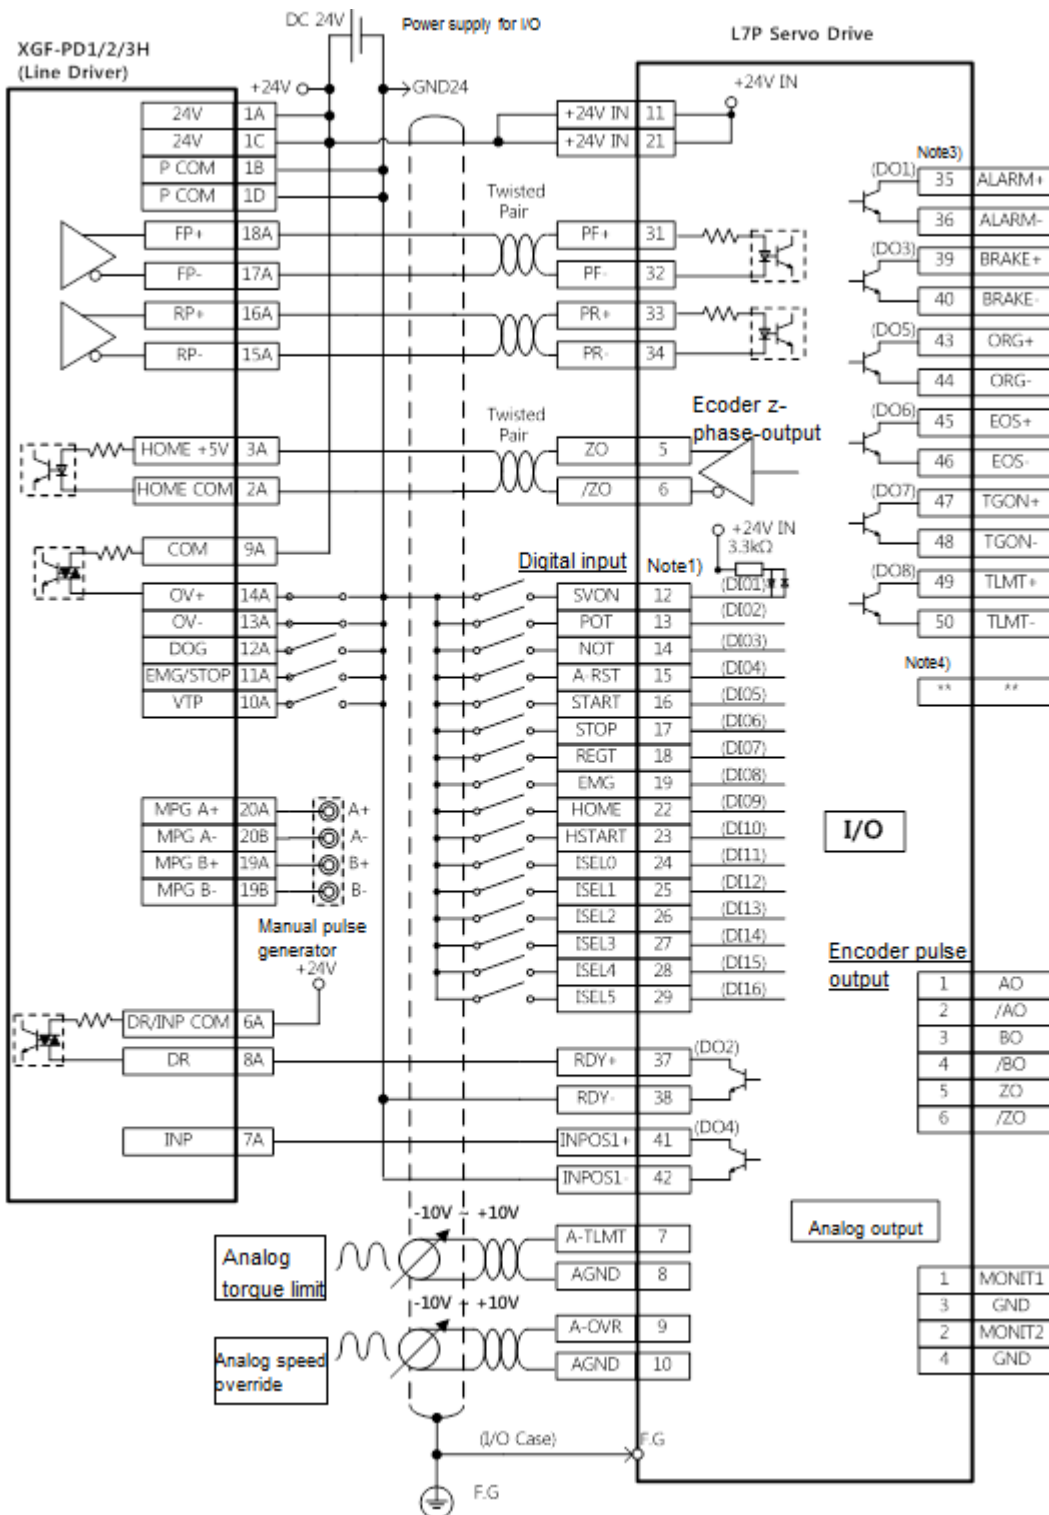 DC 24V
Power supply for I/O
XGF-PD1/2/3H
(Line Driver)
L7P Servo Drive
+24V
GND24
+24V IN
24V 1A
24V 1C
P COM 1B
P COM 1D
+24V IN 11
+24V IN 21
Note3)
(DO1)
35 ALARM+
36 ALARM-
Twisted
Pair
FP+ 18A
FP- 17A
RP+ 16A
RP- 15A
PF+ 31
PF- 32
PR+ 33
PR- 34
(DO3)
39 BRAKE+
40 BRAKE-
(DO5)
43 ORG+
44 ORG-
(DO6)
45 EOS+
46 EOS-
(DO7)
47 TGON+
48 TGON-
(DO8)
49 TLMT+
50 TLMT-
Note4)
** **
Twisted
Pair
Ecoder z-
phase-output
HOME +5V 3A
HOME COM 2A
ZO 5
/ZO 6
+24V IN
3.3kΩ
COM 9A
OV+ 14A
OV- 13A
DOG 12A
EMG/STOP 11A
VTP 10A
Digital input
Note1)
SVON 12 (DI01)
POT 13 (DI02)
NOT 14 (DI03)
A-RST 15 (DI04)
START 16 (DI05)
STOP 17 (DI06)
REGT 18 (DI07)
EMG 19 (DI08)
HOME 22 (DI09)
HSTART 23 (DI10)
ISEL0 24 (DI11)
ISEL1 25 (DI12)
ISEL2 26 (DI13)
ISEL3 27 (DI14)
ISEL4 28 (DI15)
ISEL5 29 (DI16)
I/O
MPG A+ 20A A+
MPG A- 20B A-
MPG B+ 19A B+
MPG B- 19B B-
Manual pulse
generator
+24V
DR/INP COM 6A
DR 8A
INP 7A
RDY+ 37
(DO2)
RDY- 38
INPOS1+ 41
(DO4)
INPOS1- 42
Encoder pulse
output
1 AO
2 /AO
3 BO
4 /BO
5 ZO
6 /ZO
-10V ~ +10V
Analog
torque limit
A-TLMT 7
AGND 8
-10V ~ +10V
Analog speed
override
A-OVR 9
AGND 10
Analog output
1 MONIT1
3 GND
2 MONIT2
4 GND
(I/O Case)
F.G
F.G